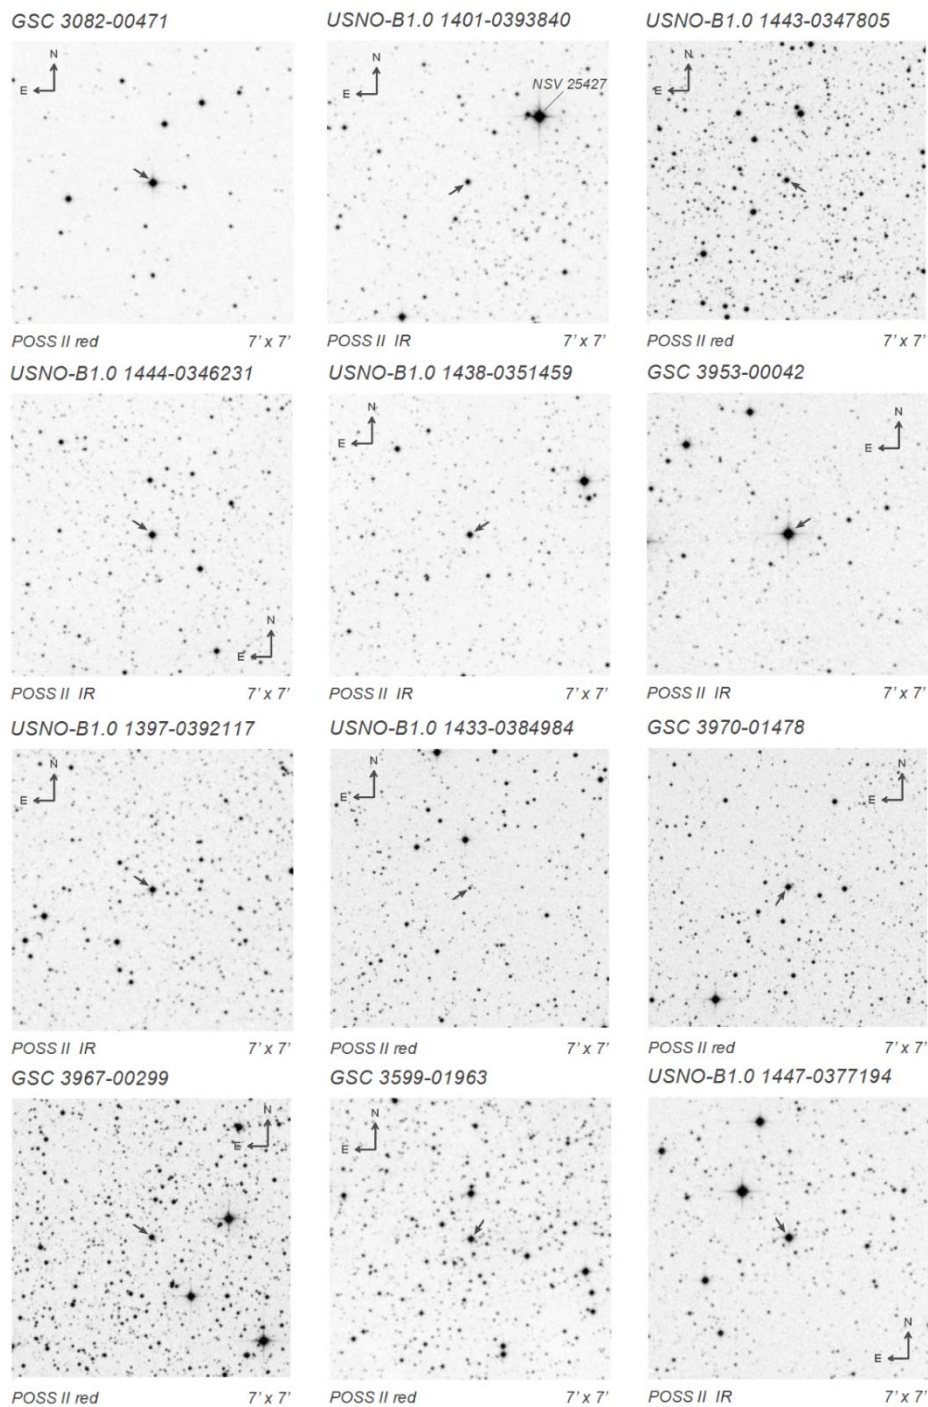 GSC 3082-00471 USNO-B1.0 1401-0393840 USNO-B1.0 1443-0347805
N N NSV 25427 N
E E E
POSS II red 7' x 7' POSS II IR 7' x 7' POSS II red 7' x 7'
USNO-B1.0 1444-0346231 USNO-B1.0 1438-0351459 GSC 3953-00042
N N
E E
N
E
POSS II IR 7' x 7' POSS II IR 7' x 7' POSS II IR 7' x 7'
USNO-B1.0 1397-0392117 USNO-B1.0 1433-0384984 GSC 3970-01478
N N N
E E E
POSS II IR 7' x 7' POSS II red 7' x 7' POSS II red 7' x 7'
GSC 3967-00299 GSC 3599-01963 USNO-B1.0 1447-0377194
N N
E E
N
E
POSS II red 7' x 7' POSS II red 7' x 7' POSS II IR 7' x 7'